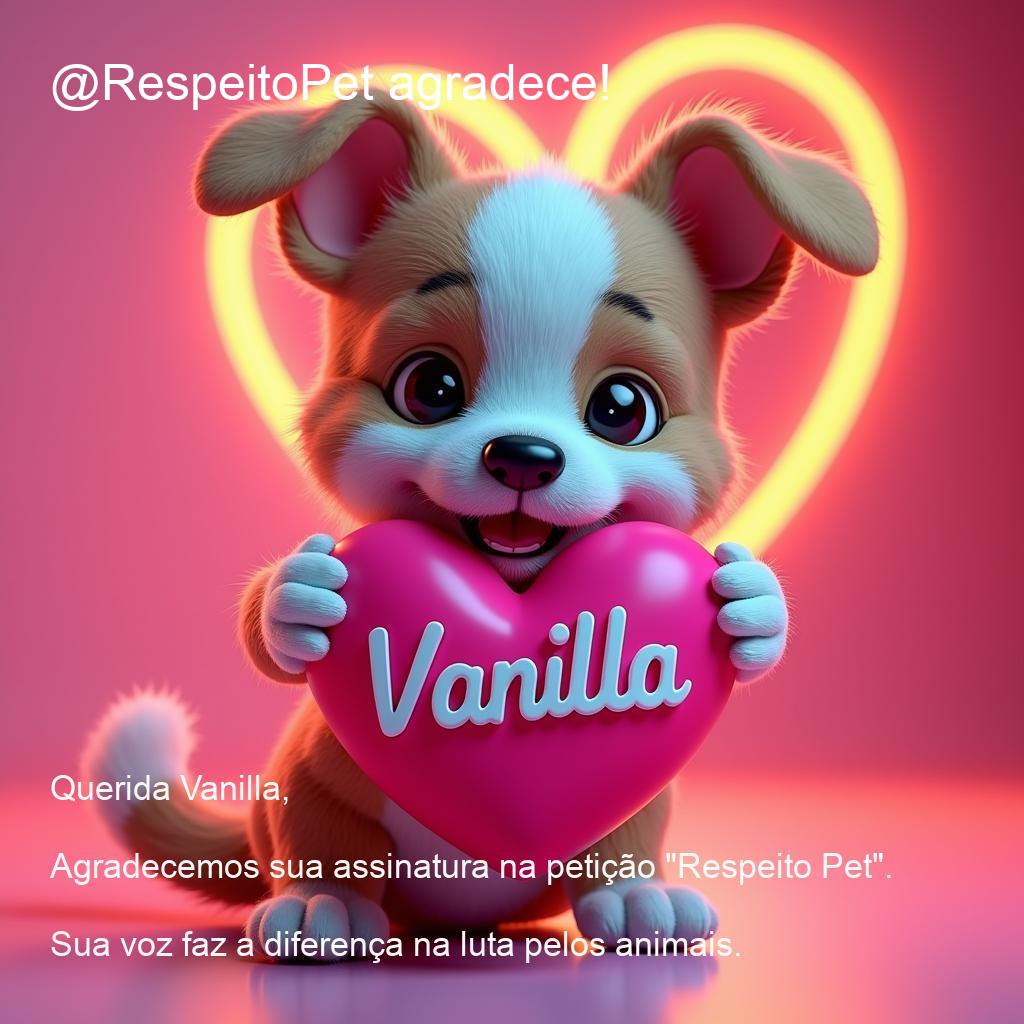 @RespeitoPet agradece!
Vanilla
Querida Vanilla,
Agradecemos sua assinatura na petição "Respeito Pet".
Sua voz faz a diferença na luta pelos animais.